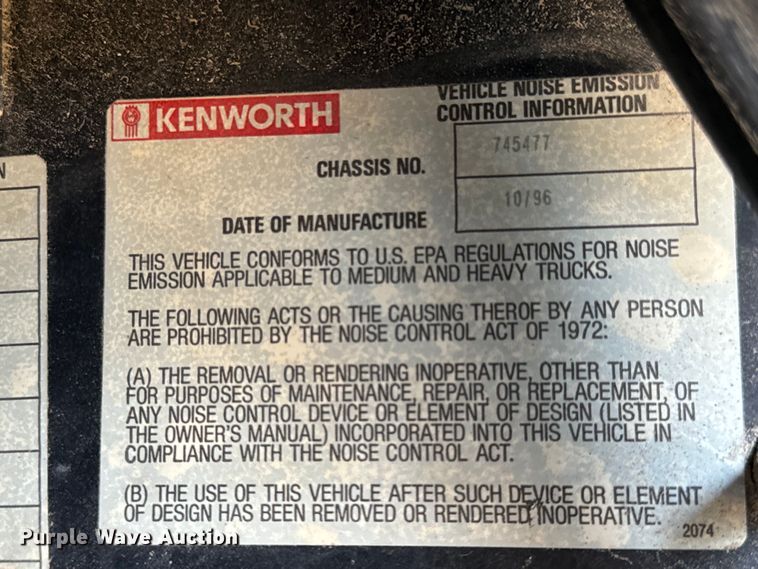 KENWORTH
VEHICLE NOISE EMISSION
CONTROL INFORMATION
CHASSIS NO. 745477
DATE OF MANUFACTURE 10/96
THIS VEHICLE CONFORMS TO U.S. EPA REGULATIONS FOR NOISE
EMISSION APPLICABLE TO MEDIUM AND HEAVY TRUCKS.
THE FOLLOWING ACTS OR THE CAUSING THEROF BY ANY PERSON
ARE PROHIBITED BY THE NOISE CONTROL ACT OF 1972:
(A) THE REMOVAL OR RENDERING INOPERATIVE, OTHER THAN
FOR PURPOSES OF MAINTENANCE, REPAIR, OR REPLACEMENT, OF
ANY NOISE CONTROL DEVICE OR ELEMENT OF DESIGN (LISTED IN
THE OWNER'S MANUAL) INCORPORATED INTO THIS VEHICLE IN
COMPLIANCE WITH THE NOISE CONTROL ACT.
(B) THE USE OF THIS VEHICLE AFTER SUCH DEVICE OR ELEMENT
OF DESIGN HAS BEEN REMOVED OR RENDERED INOPERATIVE.
2074
N
Purple Wave Auction